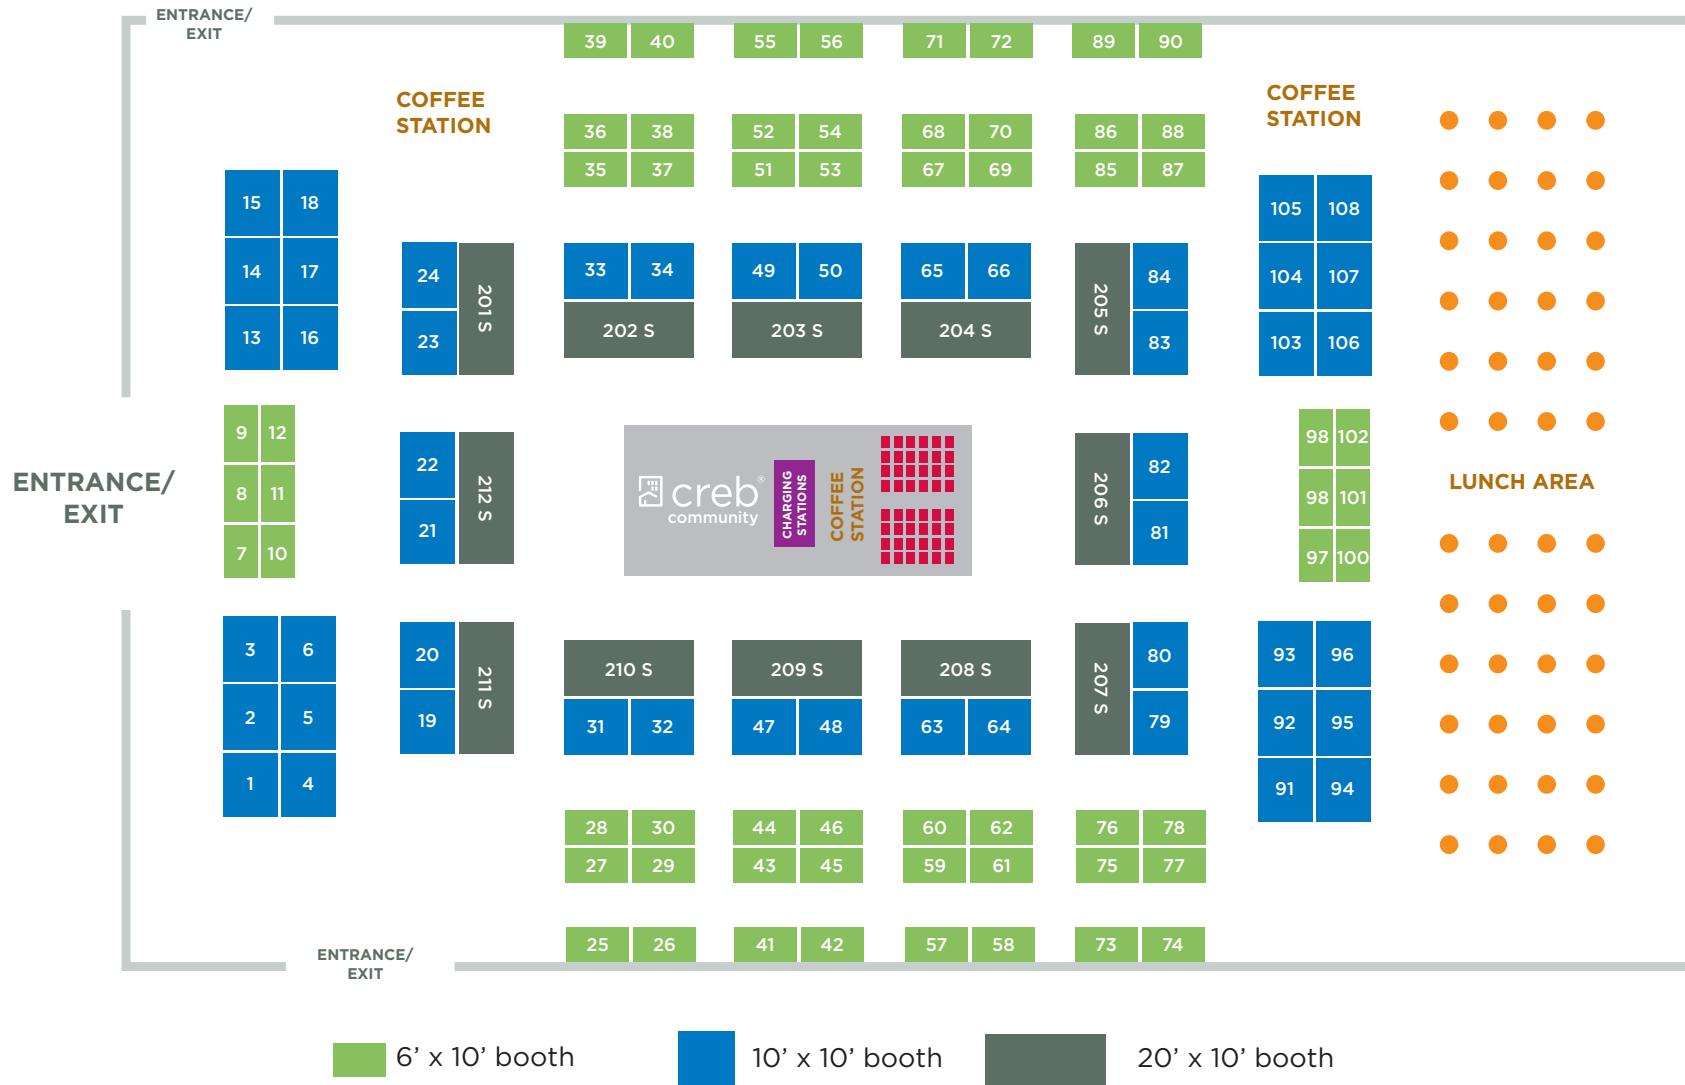 ENTRANCE/
EXIT
39 40 55 56 71 72 89 90
COFFEE
STATION
COFFEE
STATION
36 38 52 54 68 70 86 88
35 37 51 53 67 69 85 87
15 18
14 17
13 16
24
23
201 S
33 34 49 50 65 66
202 S 203 S 204 S
205 S
84
83
105 108
104 107
103 106
9 12
8 11
7 10
ENTRANCE/
EXIT
22
21
212 S
creb®
community
CHARGING
STATIONS
COFFEE
STATION
206 S
82
81
98 102
98 101
97 100
LUNCH AREA
3 6
2 5
1 4
20
19
211 S
210 S 209 S 208 S
31 32 47 48 63 64
207 S
80
79
93 96
92 95
91 94
28 30 44 46 60 62 76 78
27 29 43 45 59 61 75 77
25 26 41 42 57 58 73 74
ENTRANCE/
EXIT
6’ x 10’ booth
10’ x 10’ booth
20’ x 10’ booth